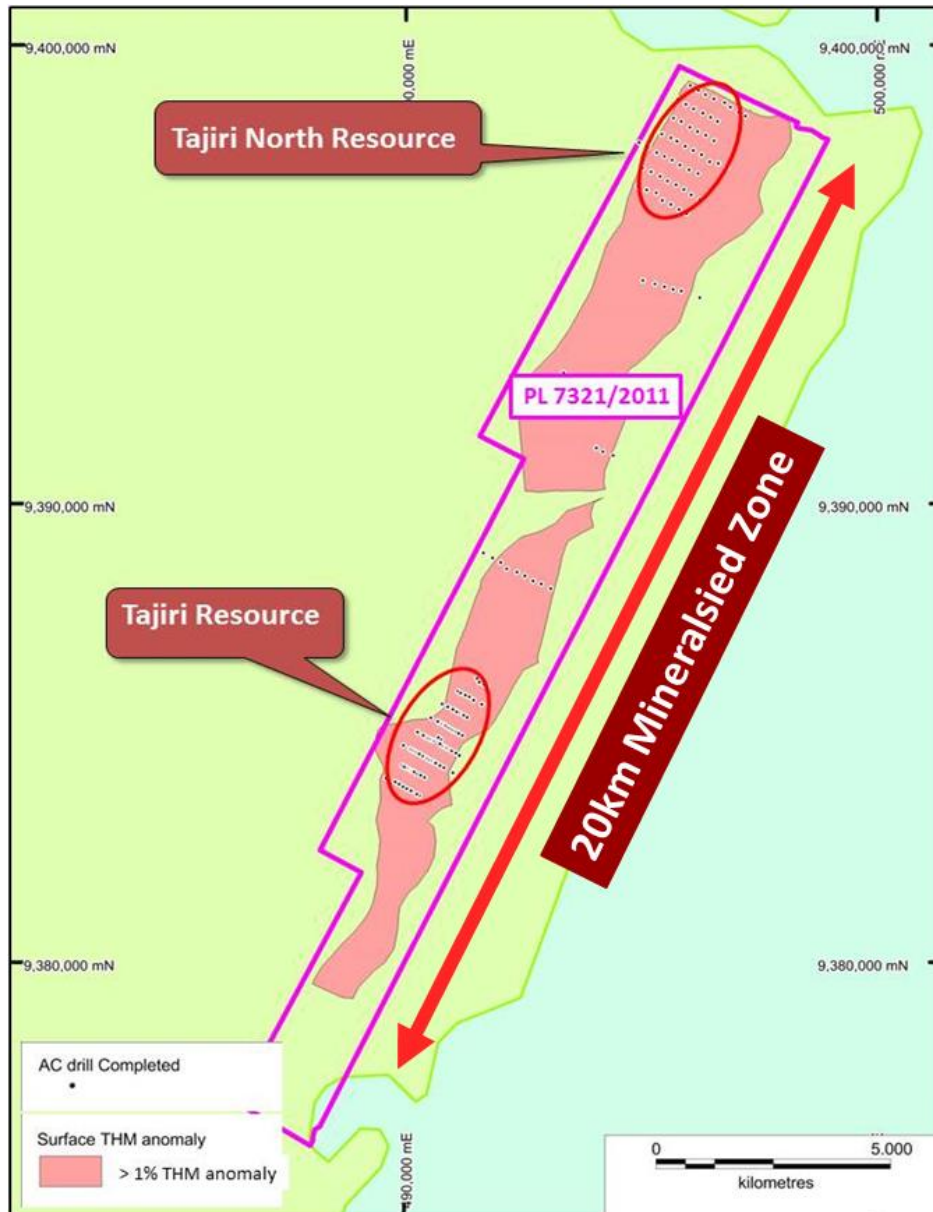 9,400,000 mN
9,400,000 mN
00,000 mE
500,000 m
Tajiri North Resource
PL 7321/2011
9,390,000 mN
9,390,000 mN
20km Mineralsied Zone
Tajiri Resource
9,380,000 mN
9,380,000 mN
AC drill Completed
Surface THM anomaly
> 1% THM anomaly
490,000 mE
0
5.000
kilometres